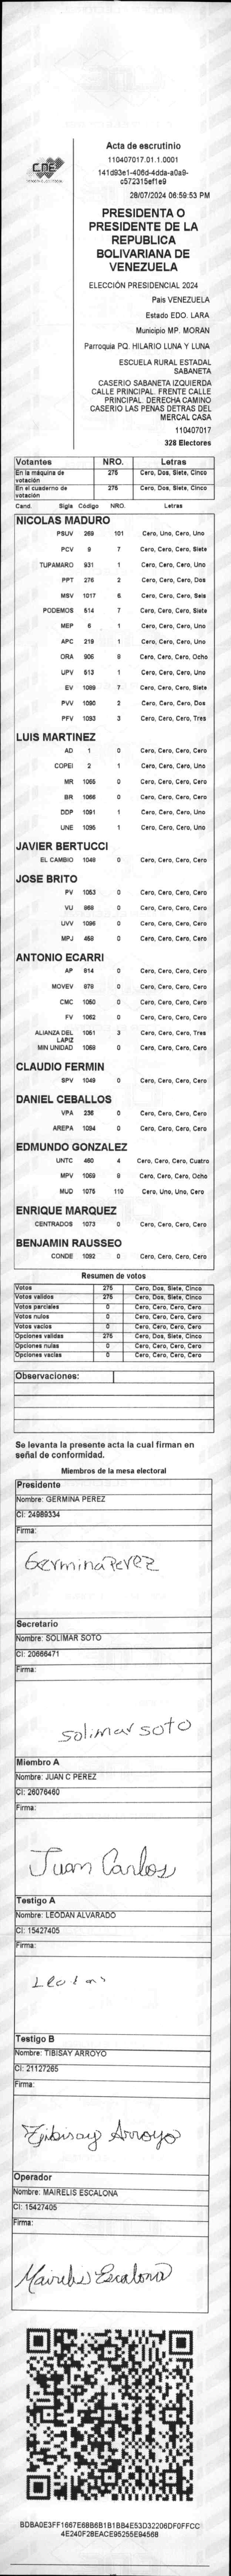 CNE
Acta de escrutinio
110407017.01.1.0001
141d93e1-406d-4dda-a0a9-
c572315ef1e9
28/07/2024 06:59:53 PM
PRESIDENTA O
PRESIDENTE DE LA
REPUBLICA
BOLIVARIANA DE
VENEZUELA
ELECCIÓN PRESIDENCIAL 2024
Pais VENEZUELA
Estado EDO. LARA
Municipio MP. MORAN
Parroquia PQ. HILARIO LUNA Y LUNA
ESCUELA RURAL ESTADAL
SABANETA
CASERIO SABANETA IZQUIERDA
CALLE PRINCIPAL. FRENTE CALLE
PRINCIPAL. DERECHA CAMINO
CASERIO LAS PENAS DETRAS DEL
MERCAL CASA
110407017
328 Electores
Votantes NRO. Letras
En la máquina de votación 275 Cero, Dos, Siete, Cinco
En el cuaderno de votación 275 Cero, Dos, Siete, Cinco
Cand. Sigla Código NRO. Letras
NICOLAS MADURO
PSUV 269 101 Cero, Uno, Cero, Uno
PCV 9 7 Cero, Cero, Cero, Siete
TUPAMARO 931 1 Cero, Cero, Cero, Uno
PPT 276 2 Cero, Cero, Cero, Dos
MSV 1017 6 Cero, Cero, Cero, Seis
PODEMOS 514 7 Cero, Cero, Cero, Siete
MEP 6 1 Cero, Cero, Cero, Uno
APC 219 1 Cero, Cero, Cero, Uno
ORA 906 8 Cero, Cero, Cero, Ocho
UPV 513 1 Cero, Cero, Cero, Uno
EV 1089 7 Cero, Cero, Cero, Siete
PVV 1090 2 Cero, Cero, Cero, Dos
PFV 1093 3 Cero, Cero, Cero, Tres
LUIS MARTINEZ
AD 1 0 Cero, Cero, Cero, Cero
COPEI 2 1 Cero, Cero, Cero, Uno
MR 1065 0 Cero, Cero, Cero, Cero
BR 1066 0 Cero, Cero, Cero, Cero
DDP 1091 1 Cero, Cero, Cero, Uno
UNE 1095 1 Cero, Cero, Cero, Uno
JAVIER BERTUCCI
EL CAMBIO 1048 0 Cero, Cero, Cero, Cero
JOSE BRITO
PV 1053 0 Cero, Cero, Cero, Cero
VU 868 0 Cero, Cero, Cero, Cero
UVV 1096 0 Cero, Cero, Cero, Cero
MPJ 458 0 Cero, Cero, Cero, Cero
ANTONIO ECARRI
AP 814 0 Cero, Cero, Cero, Cero
MOVEV 878 0 Cero, Cero, Cero, Cero
CMC 1050 0 Cero, Cero, Cero, Cero
FV 1062 0 Cero, Cero, Cero, Cero
ALIANZA DEL LAPIZ 1051 3 Cero, Cero, Cero, Tres
MIN UNIDAD 1058 0 Cero, Cero, Cero, Cero
CLAUDIO FERMIN
SPV 1049 0 Cero, Cero, Cero, Cero
DANIEL CEBALLOS
VPA 236 0 Cero, Cero, Cero, Cero
AREPA 1094 0 Cero, Cero, Cero, Cero
EDMUNDO GONZALEZ
UNTC 460 4 Cero, Cero, Cero, Cuatro
MPV 1069 8 Cero, Cero, Cero, Ocho
MUD 1075 110 Cero, Uno, Uno, Cero
ENRIQUE MARQUEZ
CENTRADOS 1073 0 Cero, Cero, Cero, Cero
BENJAMIN RAUSSEO
CONDE 1092 0 Cero, Cero, Cero, Cero
Resumen de votos
Votos 275 Cero, Dos, Siete, Cinco
Votos validos 275 Cero, Dos, Siete, Cinco
Votos parciales 0 Cero, Cero, Cero, Cero
Votos nulos 0 Cero, Cero, Cero, Cero
Votos vacios 0 Cero, Cero, Cero, Cero
Opciones validas 275 Cero, Dos, Siete, Cinco
Opciones nulas 0 Cero, Cero, Cero, Cero
Opciones vacias 0 Cero, Cero, Cero, Cero
Observaciones:
Se levanta la presente acta la cual firman en
señal de conformidad.
Miembros de la mesa electoral
Presidente
Nombre: GERMINA PEREZ
CI: 24989334
Firma:
Germina Perez
Secretario
Nombre: SOLIMAR SOTO
CI: 20666471
Firma:
Solimar soto
Miembro A
Nombre: JUAN C PEREZ
CI: 26076460
Firma:
Juan Carlos
Testigo A
Nombre: LEODAN ALVARADO
CI: 15427405
Firma:
Leodan
Testigo B
Nombre: TIBISAY ARROYO
CI: 21127265
Firma:
Tibisay Arroyo
Operador
Nombre: MAIRELIS ESCALONA
CI: 15427405
Firma:
Mairelis Escalona
BDBA0E3FF1667E68B6B1B1BB4E53D32206DF0FFCC
4E240F28EACE95255E94568